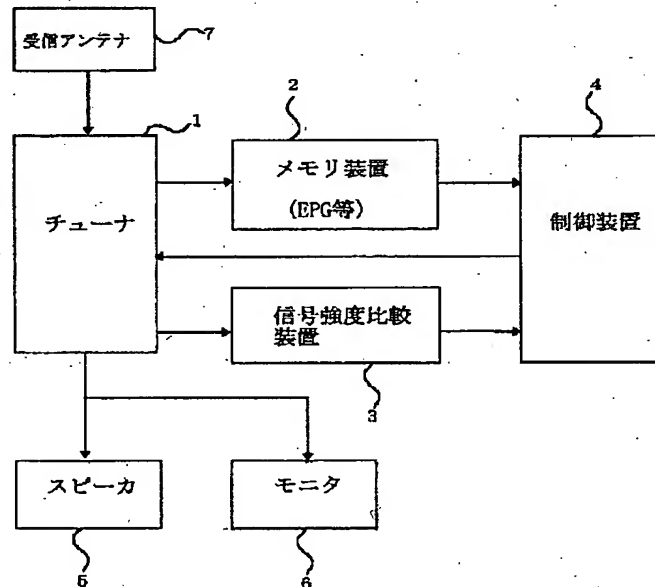 受信アンテナ
7
1
チューナ
2
メモリ装置
(EPG等)
4
制御装置
信号強度比較
装置
3
スピーカ
5
モニタ
6